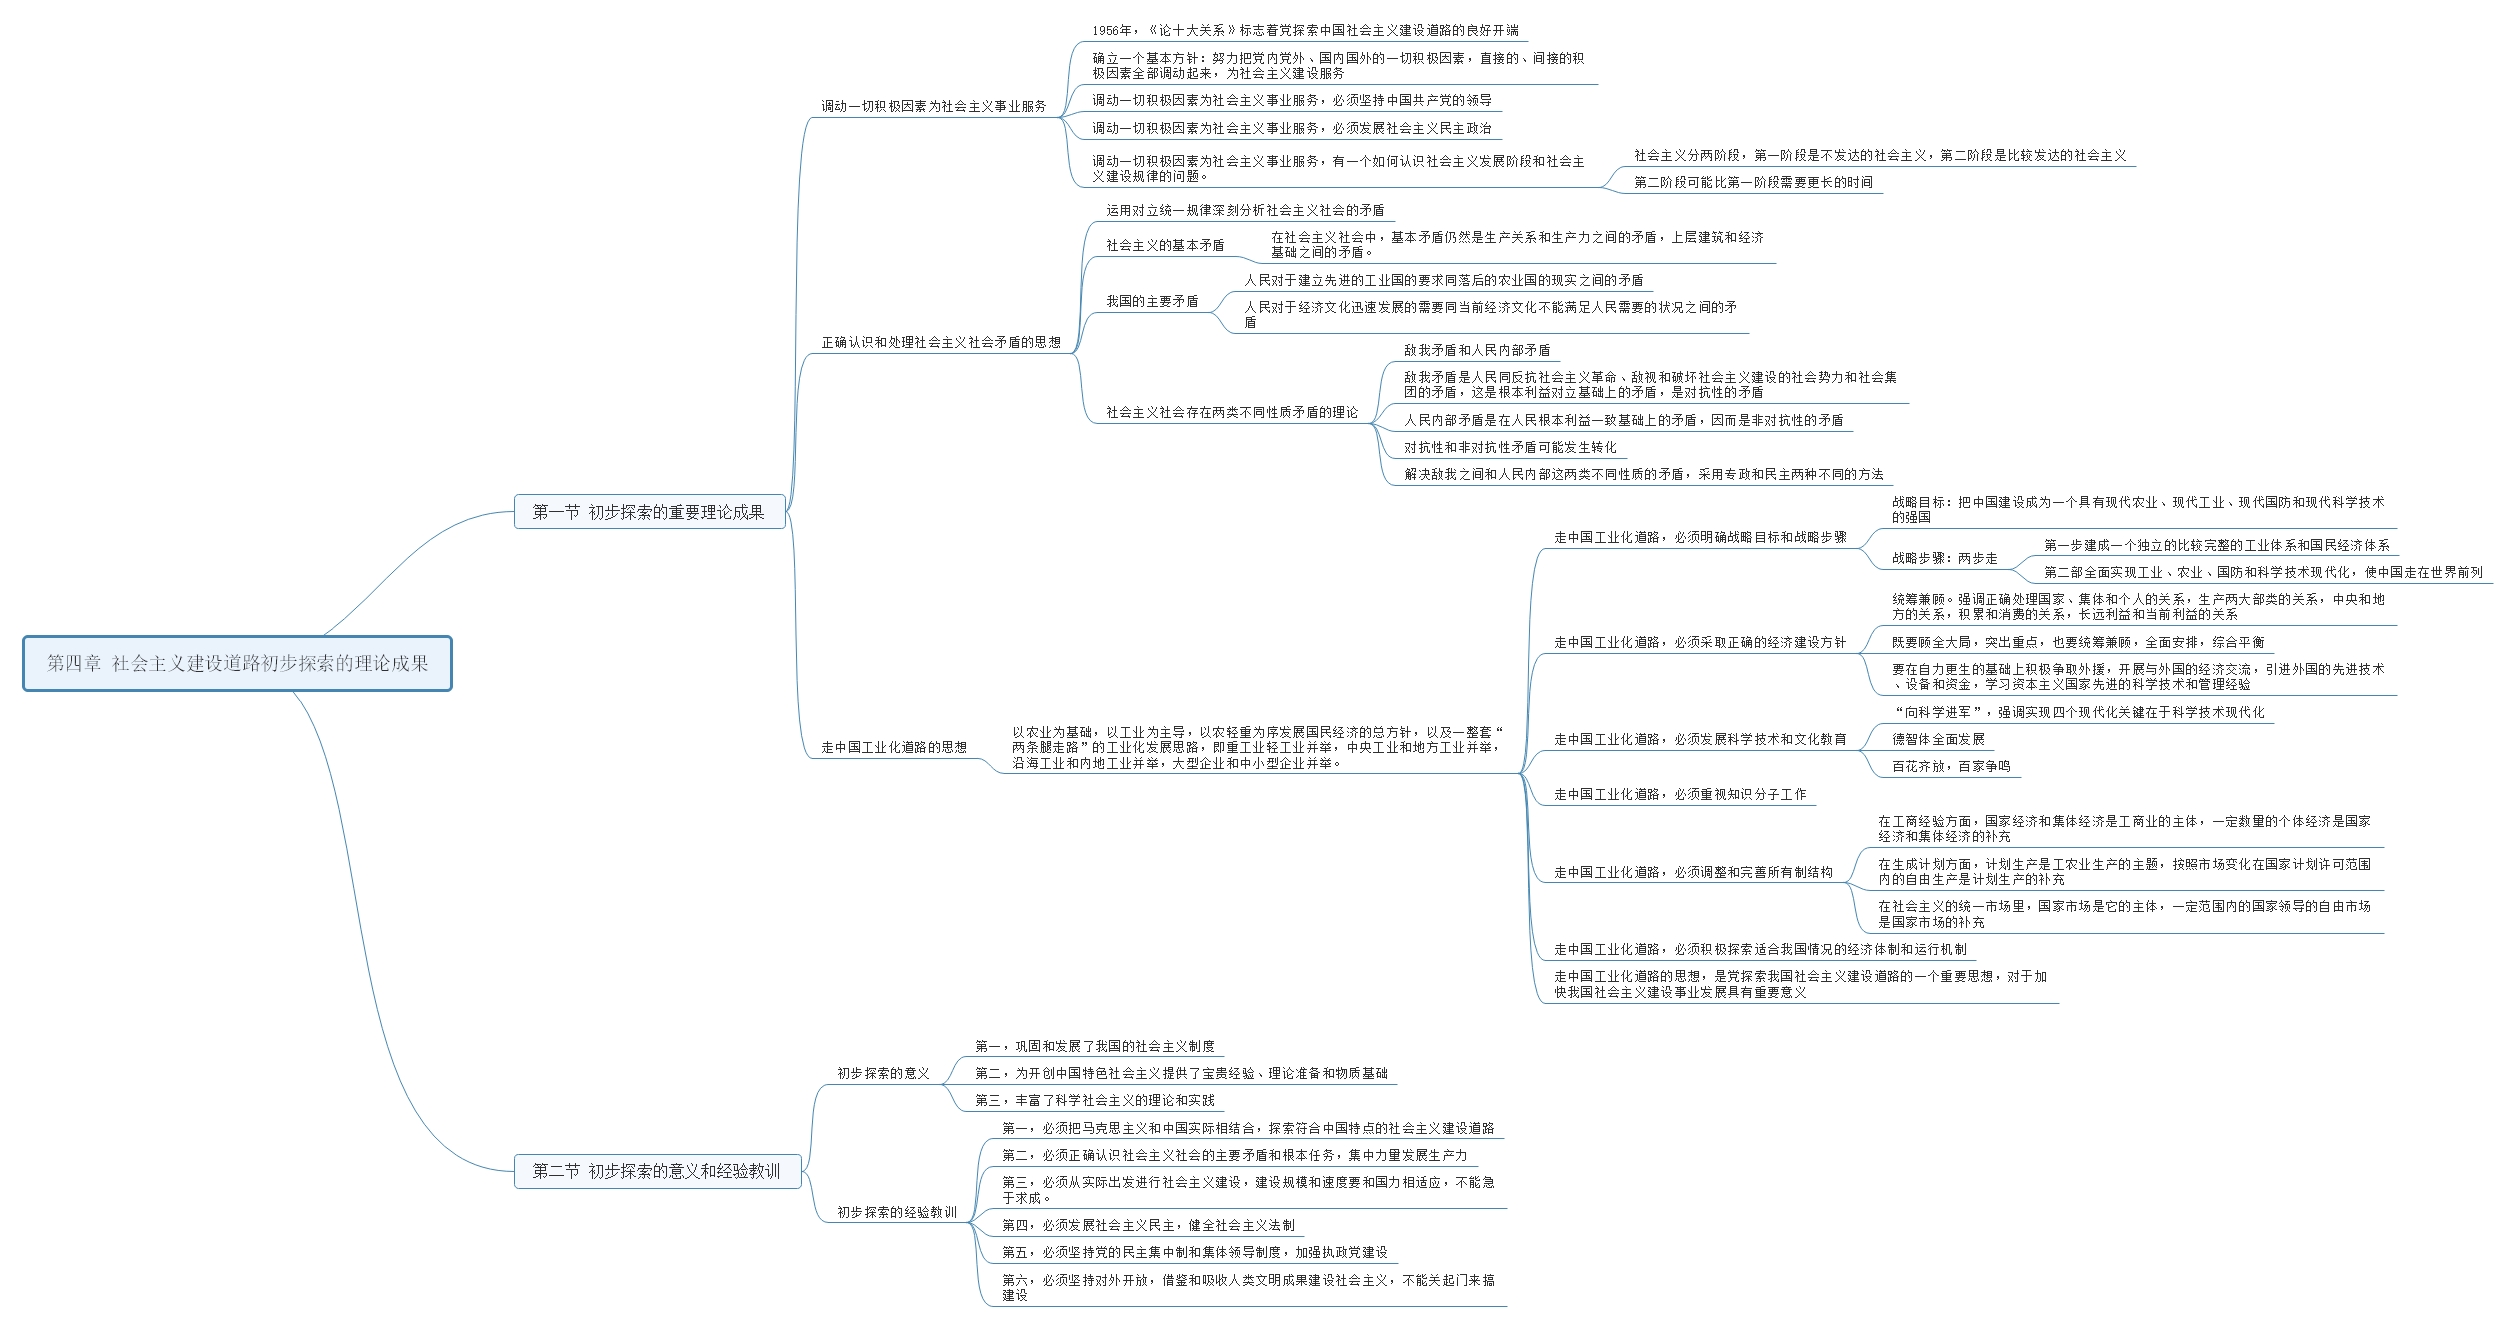 第四章 社会主义建设道路初步探索的理论成果
第一节 初步探索的重要理论成果
调动一切积极因素为社会主义事业服务
1956年，《论十大关系》标志着党探索中国社会主义建设道路的良好开端
确立一个基本方针：努力把党内党外、国内国外的一切积极因素，直接的、间接的积
极因素全部调动起来，为社会主义建设服务
调动一切积极因素为社会主义事业服务，必须坚持中国共产党的领导
调动一切积极因素为社会主义事业服务，必须发展社会主义民主政治
调动一切积极因素为社会主义事业服务，有一个如何认识社会主义发展阶段和社会主
义建设规律的问题。
社会主义分两阶段，第一阶段是不发达的社会主义，第二阶段是比较发达的社会主义
第二阶段可能比第一阶段需要更长的时间
正确认识和处理社会主义社会矛盾的思想
运用对立统一规律深刻分析社会主义社会的矛盾
社会主义的基本矛盾
在社会主义社会中，基本矛盾仍然是生产关系和生产力之间的矛盾，上层建筑和经济
基础之间的矛盾。
我国的主要矛盾
人民对于建立先进的工业国的要求同落后的农业国的现实之间的矛盾
人民对于经济文化迅速发展的需要同当前经济文化不能满足人民需要的状况之间的矛
盾
社会主义社会存在两类不同性质矛盾的理论
敌我矛盾和人民内部矛盾
敌我矛盾是人民同反抗社会主义革命、敌视和破坏社会主义建设的社会势力和社会集
团的矛盾，这是根本利益对立基础上的矛盾，是对抗性的矛盾
人民内部矛盾是在人民根本利益一致基础上的矛盾，因而是非对抗性的矛盾
对抗性和非对抗性矛盾可能发生转化
解决敌我之间和人民内部这两类不同性质的矛盾，采用专政和民主两种不同的方法
走中国工业化道路的思想
以农业为基础，以工业为主导，以农轻重为序发展国民经济的总方针，以及一整套“
两条腿走路”的工业化发展思路，即重工业轻工业并举，中央工业和地方工业并举，
沿海工业和内地工业并举，大型企业和中小型企业并举。
走中国工业化道路，必须明确战略目标和战略步骤
战略目标：把中国建设成为一个具有现代农业、现代工业、现代国防和现代科学技术
的强国
战略步骤：两步走
第一步建成一个独立的比较完整的工业体系和国民经济体系
第二部全面实现工业、农业、国防和科学技术现代化，使中国走在世界前列
走中国工业化道路，必须采取正确的经济建设方针
统筹兼顾。强调正确处理国家、集体和个人的关系，生产两大部类的关系，中央和地
方的关系，积累和消费的关系，长远利益和当前利益的关系
既要顾全大局，突出重点，也要统筹兼顾，全面安排，综合平衡
要在自力更生的基础上积极争取外援，开展与外国的经济交流，引进外国的先进技术
、设备和资金，学习资本主义国家先进的科学技术和管理经验
走中国工业化道路，必须发展科学技术和文化教育
“向科学进军”，强调实现四个现代化关键在于科学技术现代化
德智体全面发展
百花齐放，百家争鸣
走中国工业化道路，必须重视知识分子工作
走中国工业化道路，必须调整和完善所有制结构
在工商经验方面，国家经济和集体经济是工商业的主体，一定数量的个体经济是国家
经济和集体经济的补充
在生成计划方面，计划生产是工农业生产的主题，按照市场变化在国家计划许可范围
内的自由生产是计划生产的补充
在社会主义的统一市场里，国家市场是它的主体，一定范围内的国家领导的自由市场
是国家市场的补充
走中国工业化道路，必须积极探索适合我国情况的经济体制和运行机制
走中国工业化道路的思想，是党探索我国社会主义建设道路的一个重要思想，对于加
快我国社会主义建设事业发展具有重要意义
第二节 初步探索的意义和经验教训
初步探索的意义
第一，巩固和发展了我国的社会主义制度
第二，为开创中国特色社会主义提供了宝贵经验、理论准备和物质基础
第三，丰富了科学社会主义的理论和实践
初步探索的经验教训
第一，必须把马克思主义和中国实际相结合，探索符合中国特点的社会主义建设道路
第二，必须正确认识社会主义社会的主要矛盾和根本任务，集中力量发展生产力
第三，必须从实际出发进行社会主义建设，建设规模和速度要和国力相适应，不能急
于求成。
第四，必须发展社会主义民主，健全社会主义法制
第五，必须坚持党的民主集中制和集体领导制度，加强执政党建设
第六，必须坚持对外开放，借鉴和吸收人类文明成果建设社会主义，不能关起门来搞
建设